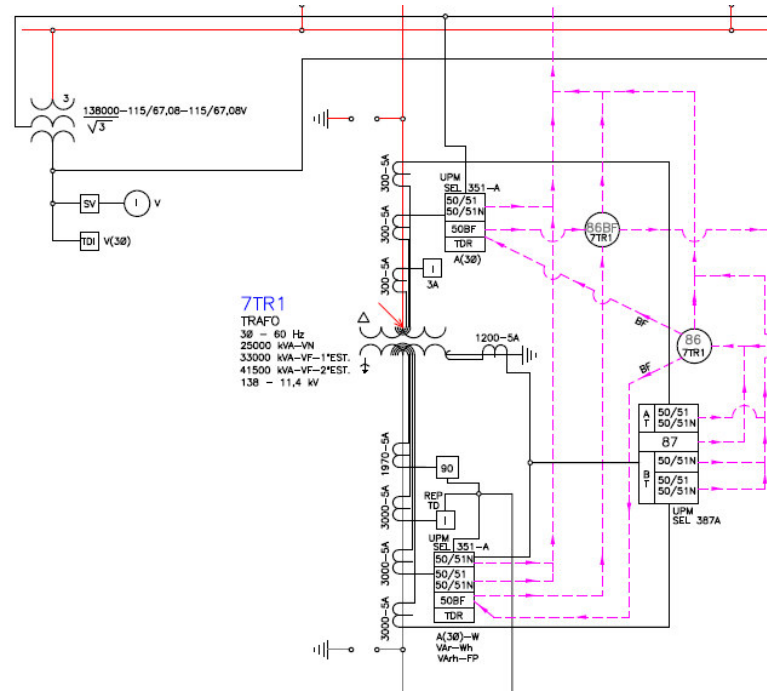 3
138000-115/67,08-115/67,08V
√3
SV
I
V
TDI
V(3Ø)
300-5A
300-5A
300-5A
UPM
SEL 351-A
50/51
50/51N
50BF
TDR
A(3Ø)
I
3A
86BF
7TR1
7TR1
TRAFO
3Ø - 60 Hz
25000 kVA-VN
33000 kVA-VF-1°EST.
41500 kVA-VF-2°EST.
138 - 11,4 kV
1200-5A
BF
BF
86
7TR1
AT
50/51
50/51N
87
50/51N
BT
50/51
50/51N
UPM
SEL 387A
1970-5A
3000-5A
3000-5A
3000-5A
90
REP
TD
I
UPM
SEL 351-A
50/51N
50/51
50/51N
50BF
TDR
A(3Ø)-W
VAr-Wh
VArh-FP